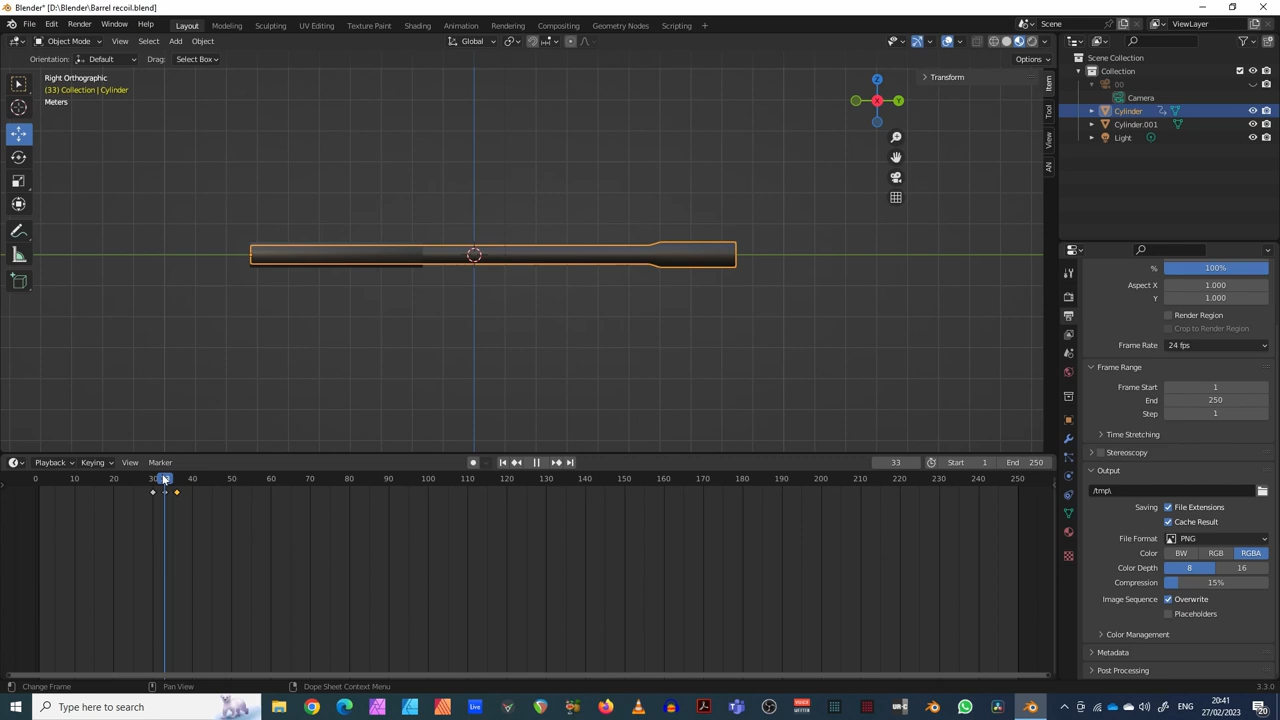 Blender* [D:\Blender\Barrel recoil.blend]
File Edit Render Window Help Layout Modeling Sculpting UV Editing Texture Paint Shading Animation Rendering Compositing Geometry Nodes Scripting Scene ViewLayer
Object Mode View Select Add Object Global
Orientation: Default Drag: Select Box Options
Right Orthographic
(33) Collection | Cylinder
Meters
Transform
Item
Tool
View
AN
Z
X
Y
Scene Collection
Collection
00
Camera
Cylinder
Cylinder.001
Light
% 100%
Aspect X 1.000
Y 1.000
Render Region
Crop to Render Region
Frame Rate 24 fps
Frame Range
Frame Start 1
End 250
Step 1
Time Stretching
Stereoscopy
Output
/tmp\
Saving File Extensions
Cache Result
File Format PNG
Color BW RGB RGBA
Color Depth 8 16
Compression 15%
Image Sequence Overwrite
Placeholders
Color Management
Metadata
Post Processing
Playback Keying View Marker 33 Start 1 End 250
0 10 20 40 50 60 70 80 90 100 110 120 130 140 150 160 170 180 190 200 210 220 230 240 250
Change Frame Pan View Dope Sheet Context Menu 3.3.0
Type here to search Live UR-C 20:41
27/02/2023